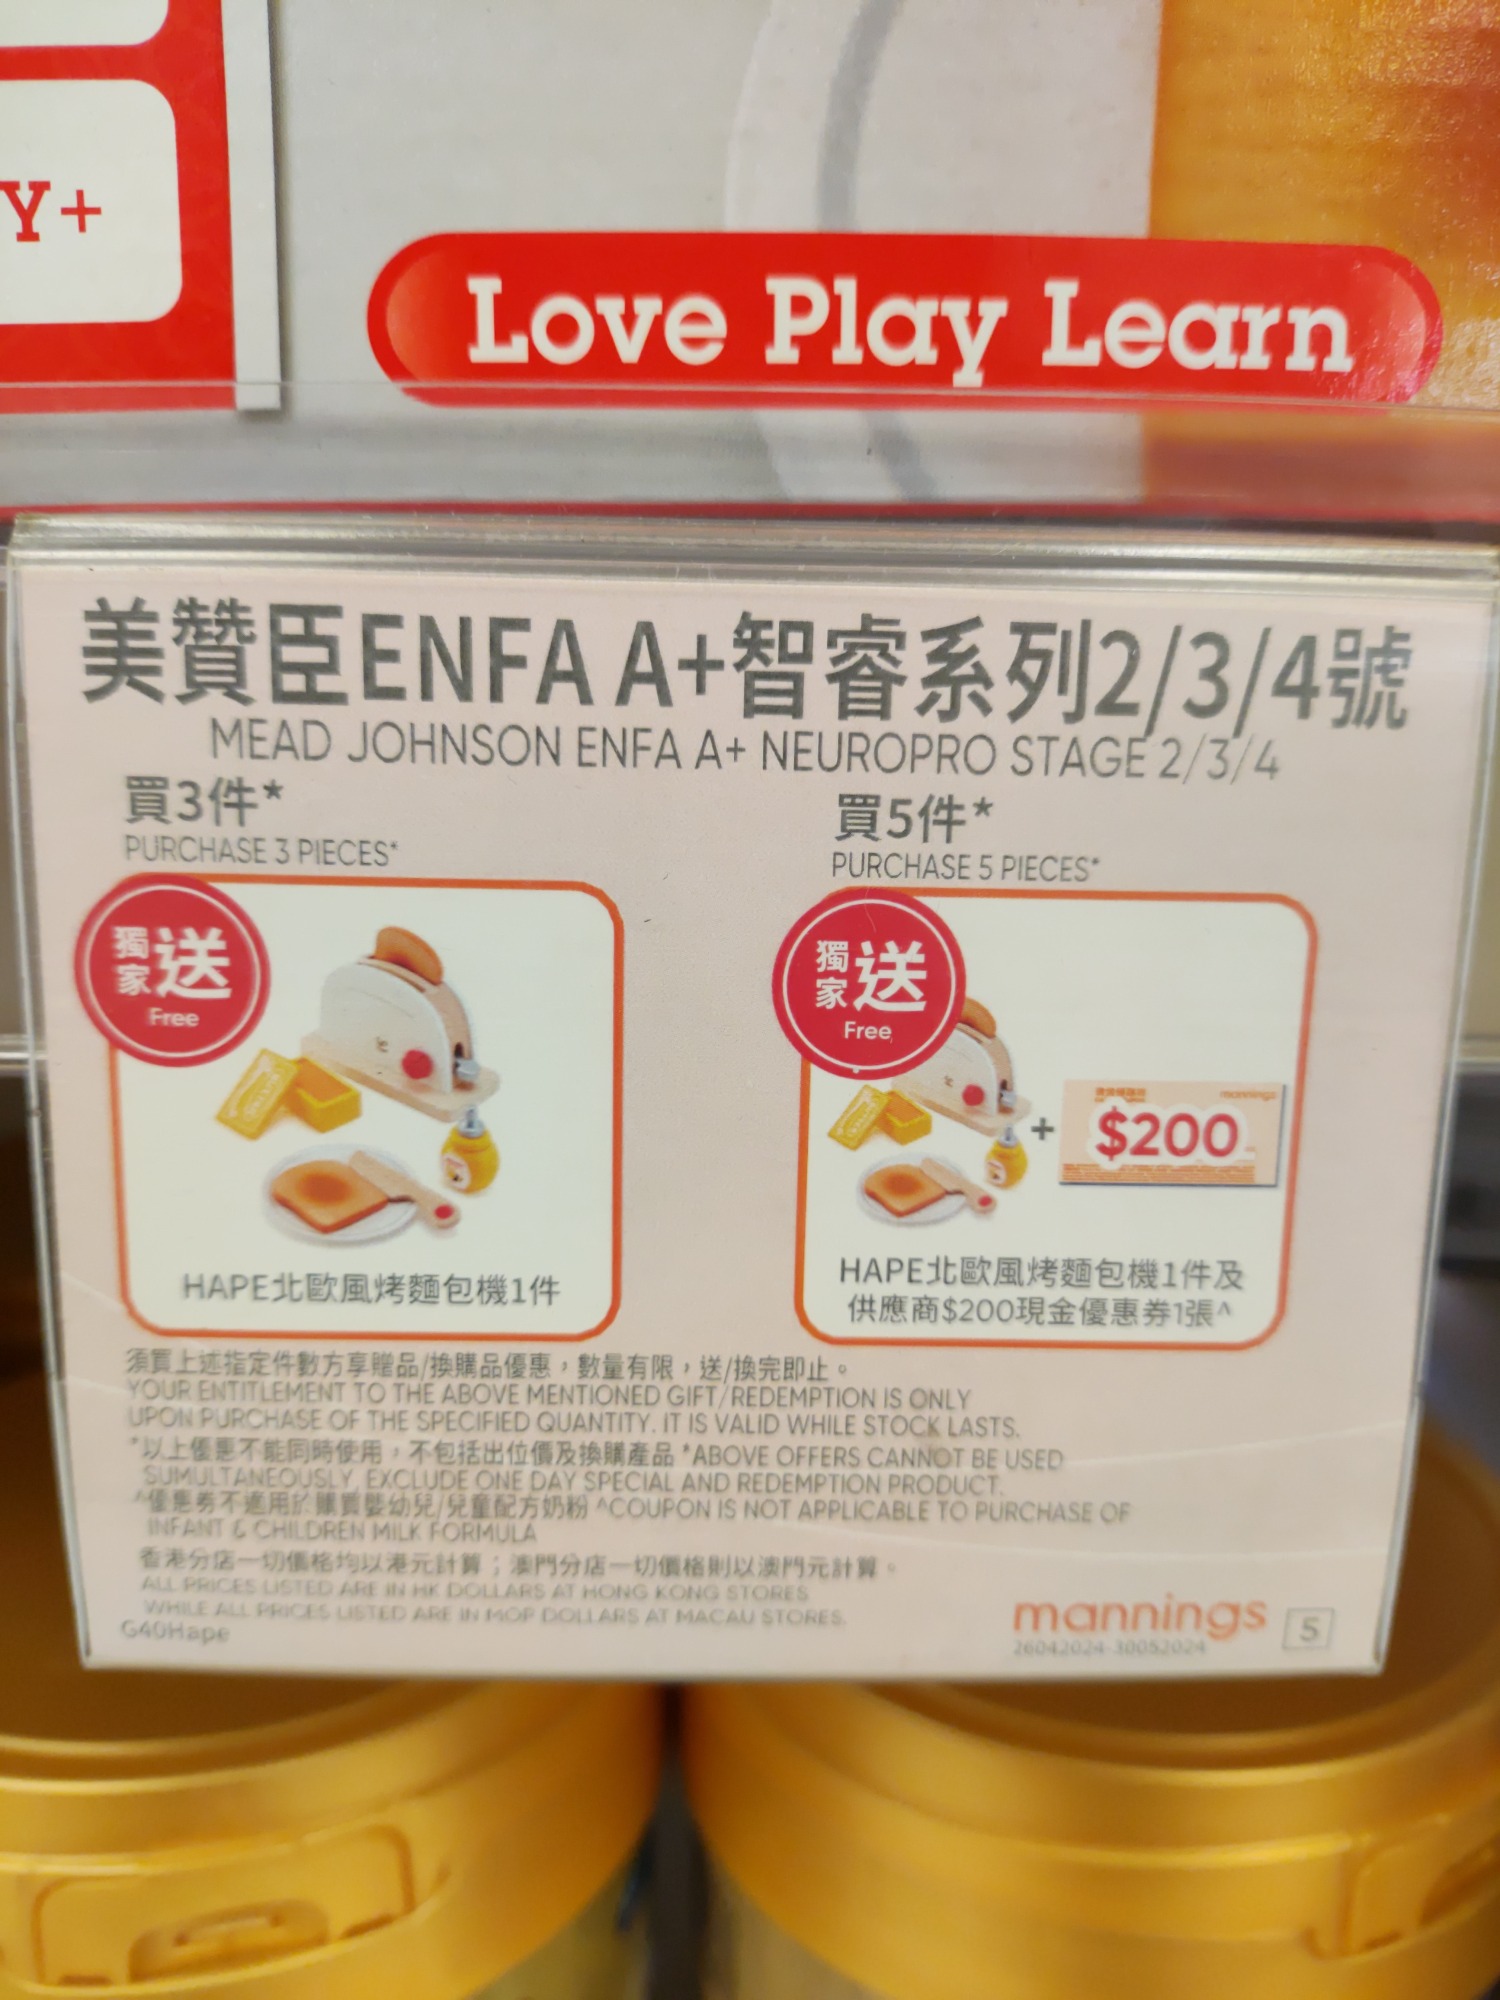 Y+
Love Play Learn
美贊臣ENFA A+智睿系列2/3/4號
MEAD JOHNSON ENFA A+ NEUROPRO STAGE 2/3/4
買3件*
PURCHASE 3 PIECES*
獨家送
Free
HAPE北歐風烤麵包機1件
買5件*
PURCHASE 5 PIECES*
獨家送
Free
+
mannings
$200
HAPE北歐風烤麵包機1件及
供應商$200現金優惠券1張^
須買上述指定件數方享贈品/換購品優惠，數量有限，送/換完即止。
YOUR ENTITLEMENT TO THE ABOVE MENTIONED GIFT/REDEMPTION IS ONLY
UPON PURCHASE OF THE SPECIFIED QUANTITY. IT IS VALID WHILE STOCK LASTS.
*以上優惠不能同時使用，不包括出位價及換購產品 *ABOVE OFFERS CANNOT BE USED
SUMULTANEOUSLY, EXCLUDE ONE DAY SPECIAL AND REDEMPTION PRODUCT.
^優惠券不適用於購買嬰幼兒/兒童配方奶粉 ^COUPON IS NOT APPLICABLE TO PURCHASE OF
INFANT & CHILDREN MILK FORMULA
香港分店一切價格均以港元計算；澳門分店一切價格則以澳門元計算。
ALL PRICES LISTED ARE IN HK DOLLARS AT HONG KONG STORES
WHILE ALL PRICES LISTED ARE IN MOP DOLLARS AT MACAU STORES.
G40Hape
mannings 5
26042024-30052024